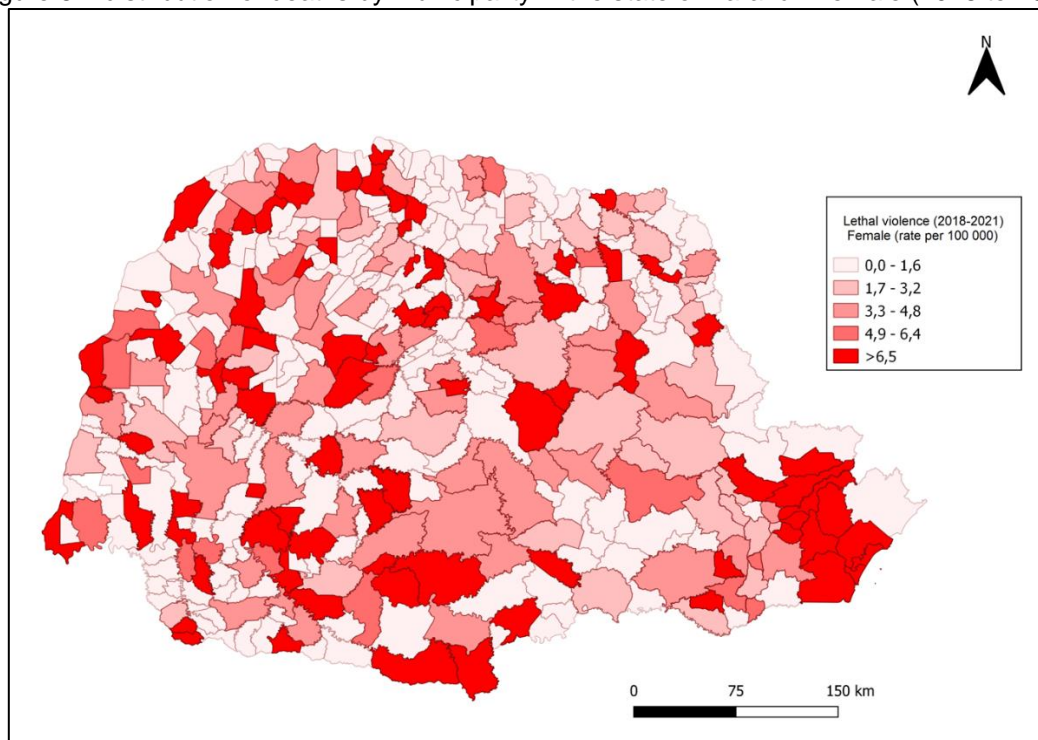 N
Lethal violence (2018-2021)
Female (rate per 100 000)
0,0 - 1,6
1,7 - 3,2
3,3 - 4,8
4,9 - 6,4
>6,5
0 75 150 km